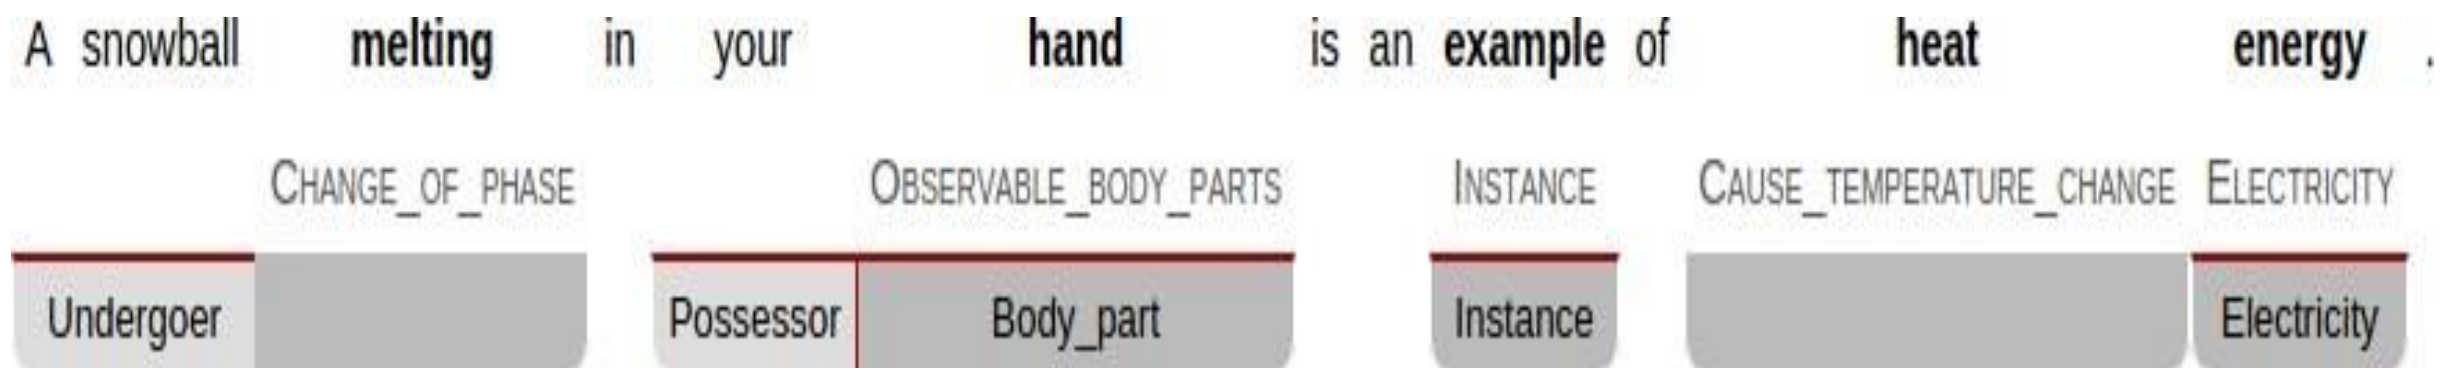 A snowball melting in your hand is an example of heat energy .
CHANGE_OF_PHASE OBSERVABLE_BODY_PARTS INSTANCE CAUSE_TEMPERATURE_CHANGE ELECTRICITY
Undergoer Possessor Body_part Instance Electricity